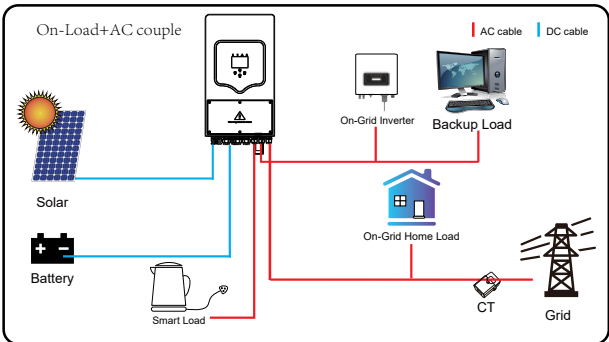 On-Load+AC couple
AC cable
DC cable
On-Grid Inverter
Backup Load
Solar
On-Grid Home Load
Battery
Smart Load
CT
Grid